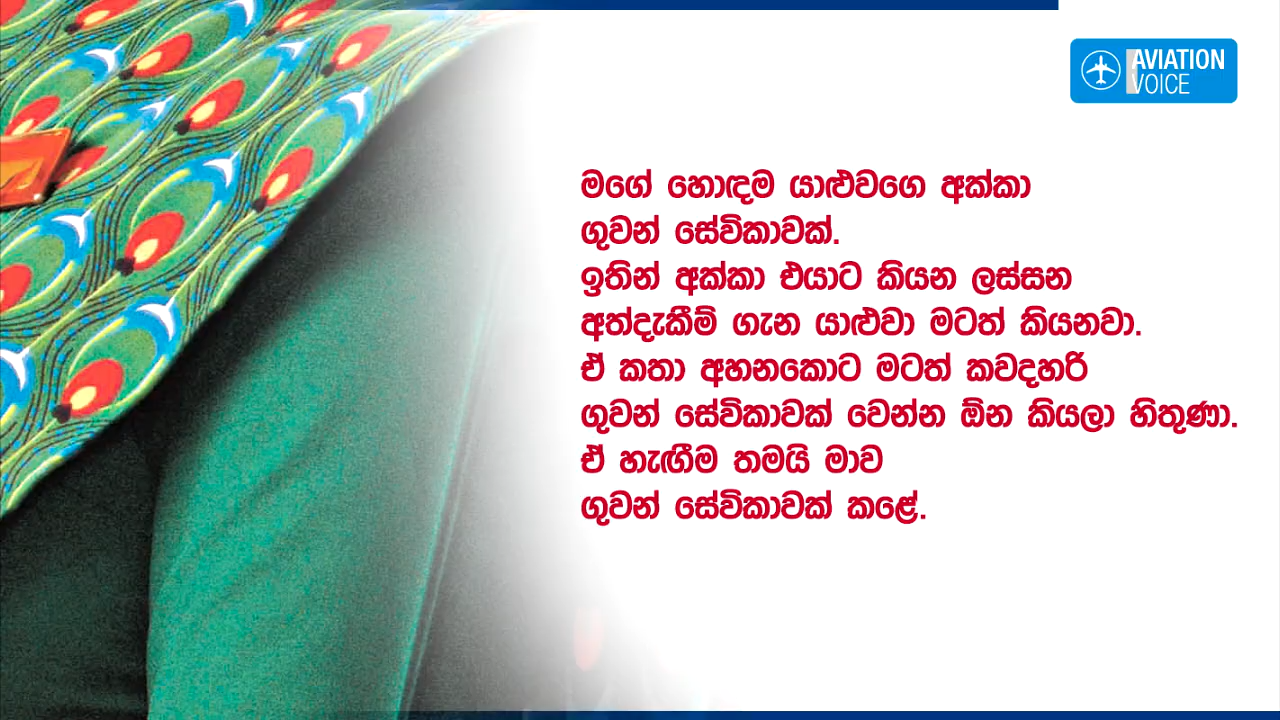 AVIATION
VOICE
මගේ හොඳම යාළුවගෙ අක්කා
ගුවන් සේවිකාවක්.
ඉතින් අක්කා එයාට කියන ලස්සන
අත්දැකීම් ගැන යාළුවා මටත් කියනවා.
ඒ කතා අහනකොට මටත් කවදහරි
ගුවන් සේවිකාවක් වෙන්න ඕන කියලා හිතුණා.
ඒ හැඟීම තමයි මාව
ගුවන් සේවිකාවක් කළේ.